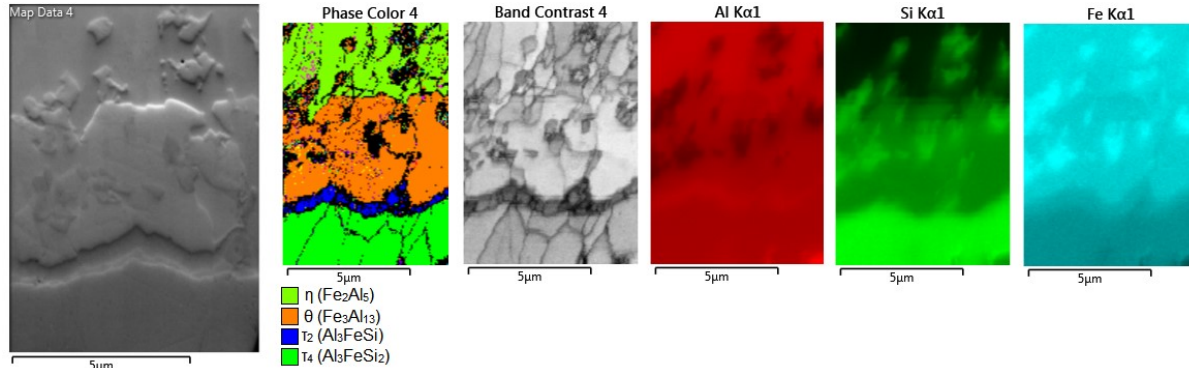 Map Data 4
Phase Color 4
Band Contrast 4
Al Kα1
Si Kα1
Fe Kα1
5μm
5μm
5μm
5μm
5μm
5μm
η (Fe₂Al₅)
θ (Fe₃Al₁₃)
τ₂ (Al₃FeSi)
τ₄ (Al₃FeSi₂)